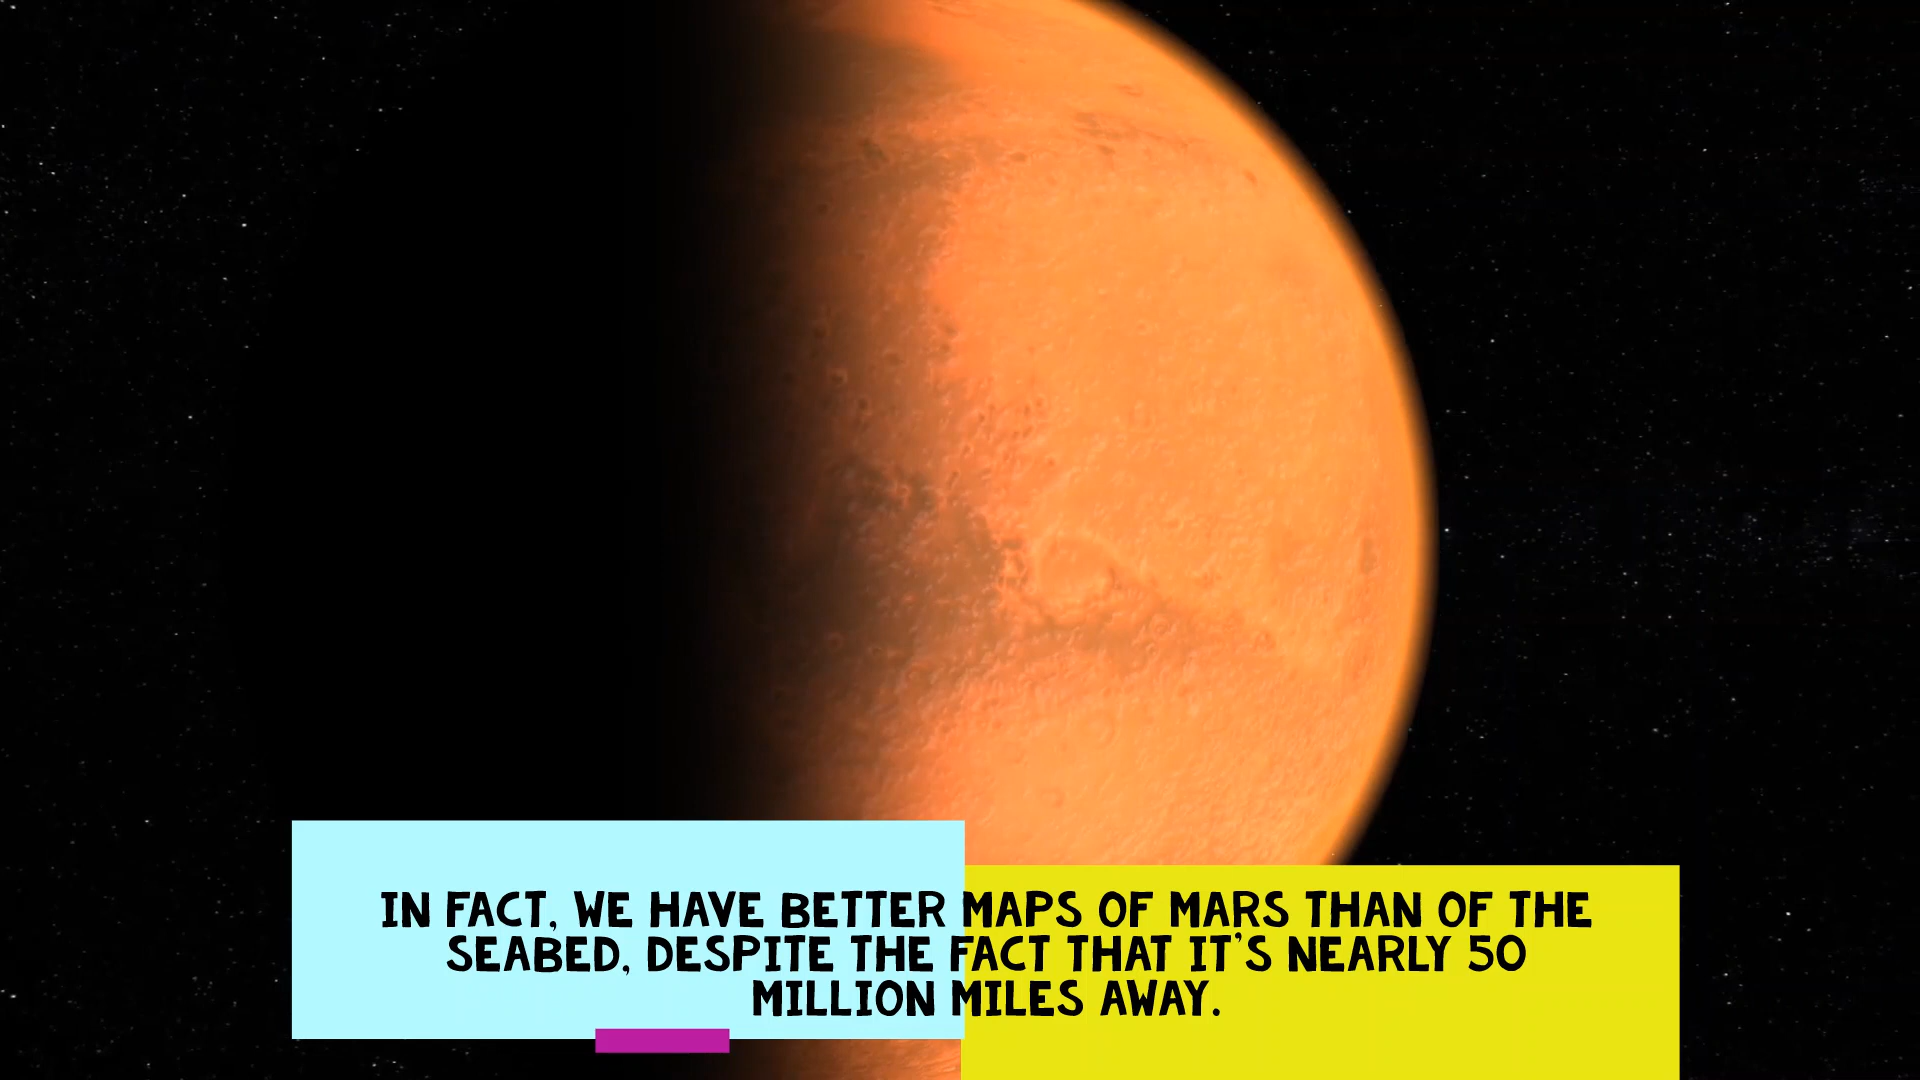 IN FACT, WE HAVE BETTER MAPS OF MARS THAN OF THE
SEABED, DESPITE THE FACT THAT IT'S NEARLY 50
MILLION MILES AWAY.